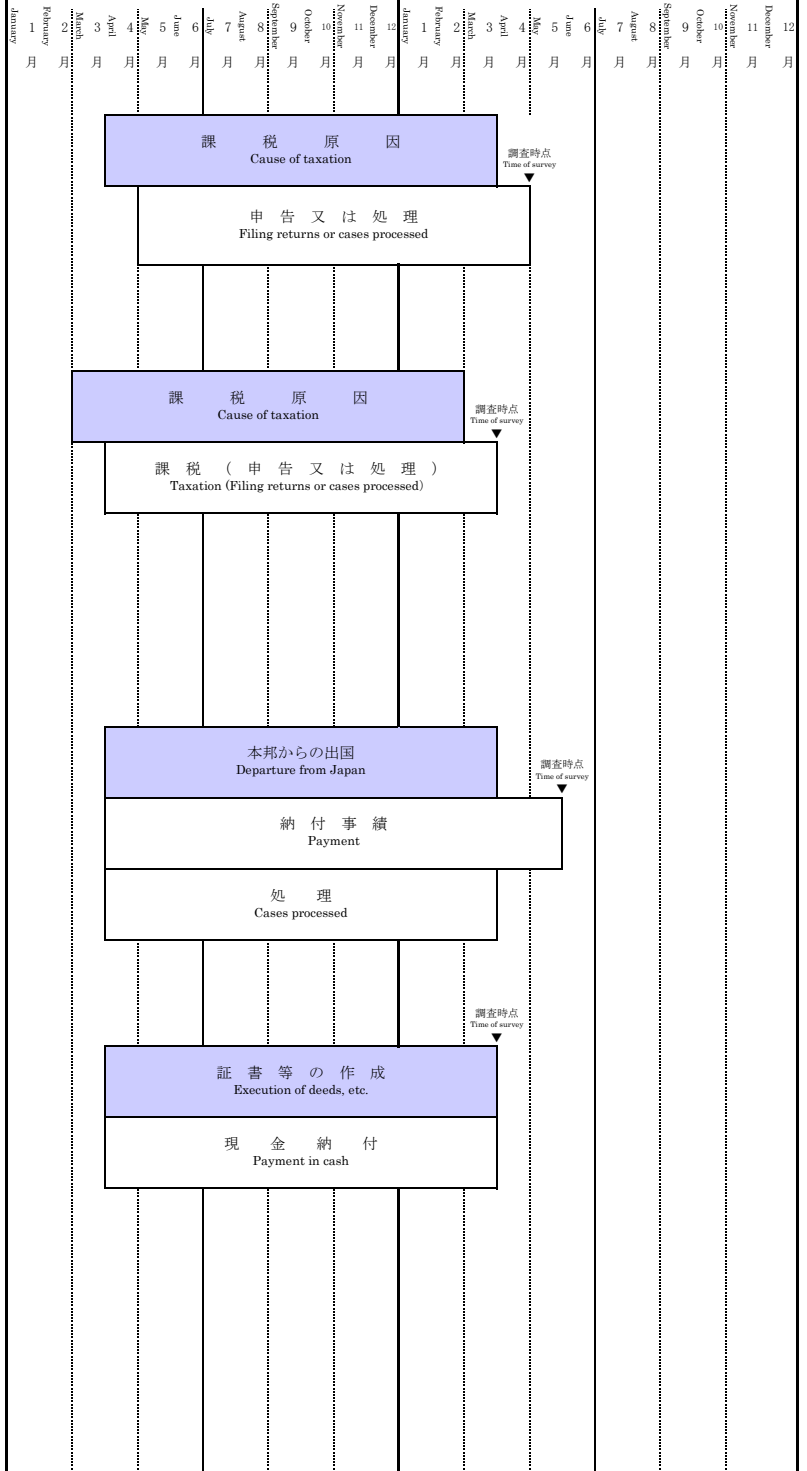 January February March April May June July August September October November December January February March April May June July August September October November December
1 2 3 4 5 6 7 8 9 10 11 12 1 2 3 4 5 6 7 8 9 10 11 12
月 月 月 月 月 月 月 月 月 月 月 月 月 月 月 月 月 月 月 月 月 月 月 月
課 税 原 因
Cause of taxation
調査時点
Time of survey
▼
申 告 又 は 処 理
Filing returns or cases processed
課 税 原 因
Cause of taxation
調査時点
Time of survey
▼
課 税 ( 申 告 又 は 処 理 )
Taxation (Filing returns or cases processed)
本邦からの出国
Departure from Japan
調査時点
Time of survey
▼
納 付 事 績
Payment
処 理
Cases processed
調査時点
Time of survey
▼
証 書 等 の 作 成
Execution of deeds, etc.
現 金 納 付
Payment in cash